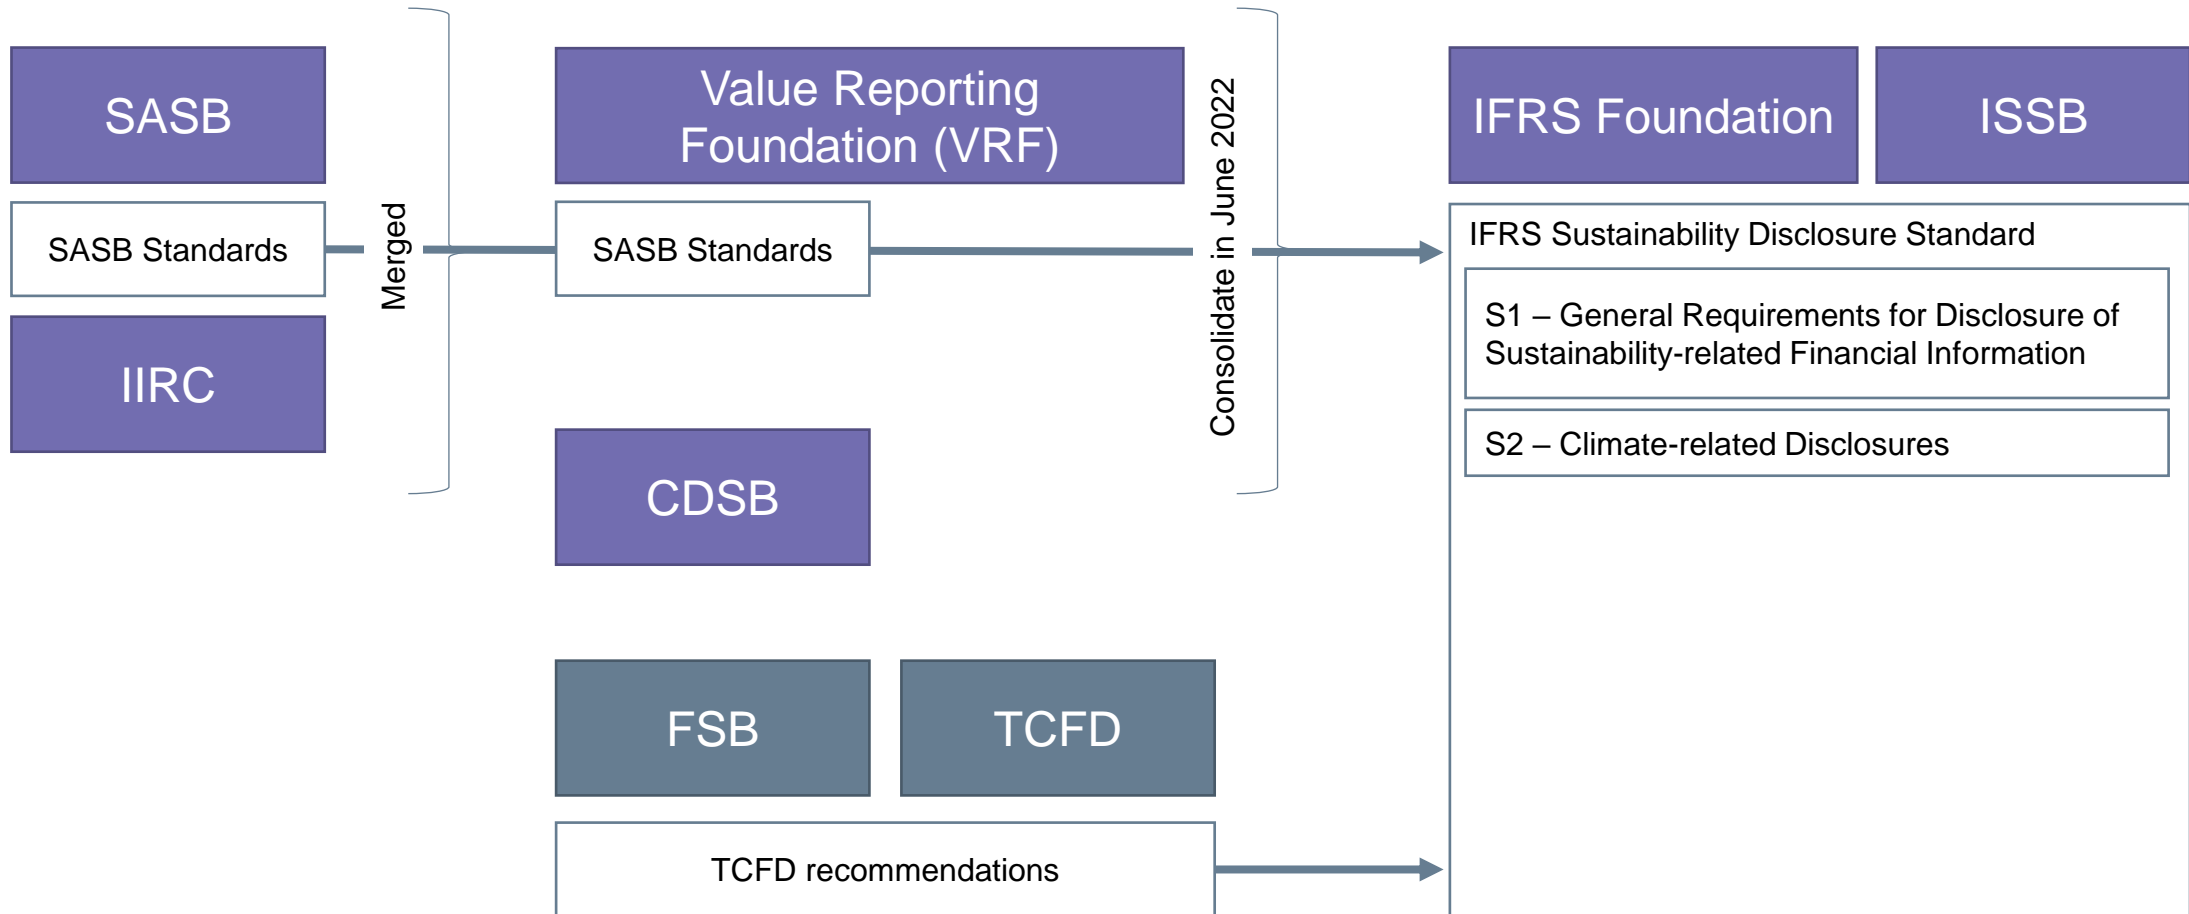 SASB
SASB Standards
IIRC
Merged
Value Reporting
Foundation (VRF)
SASB Standards
CDSB
FSB
TCFD
TCFD recommendations
Consolidate in June 2022
IFRS Foundation
ISSB
IFRS Sustainability Disclosure Standard
S1 – General Requirements for Disclosure of
Sustainability-related Financial Information
S2 – Climate-related Disclosures